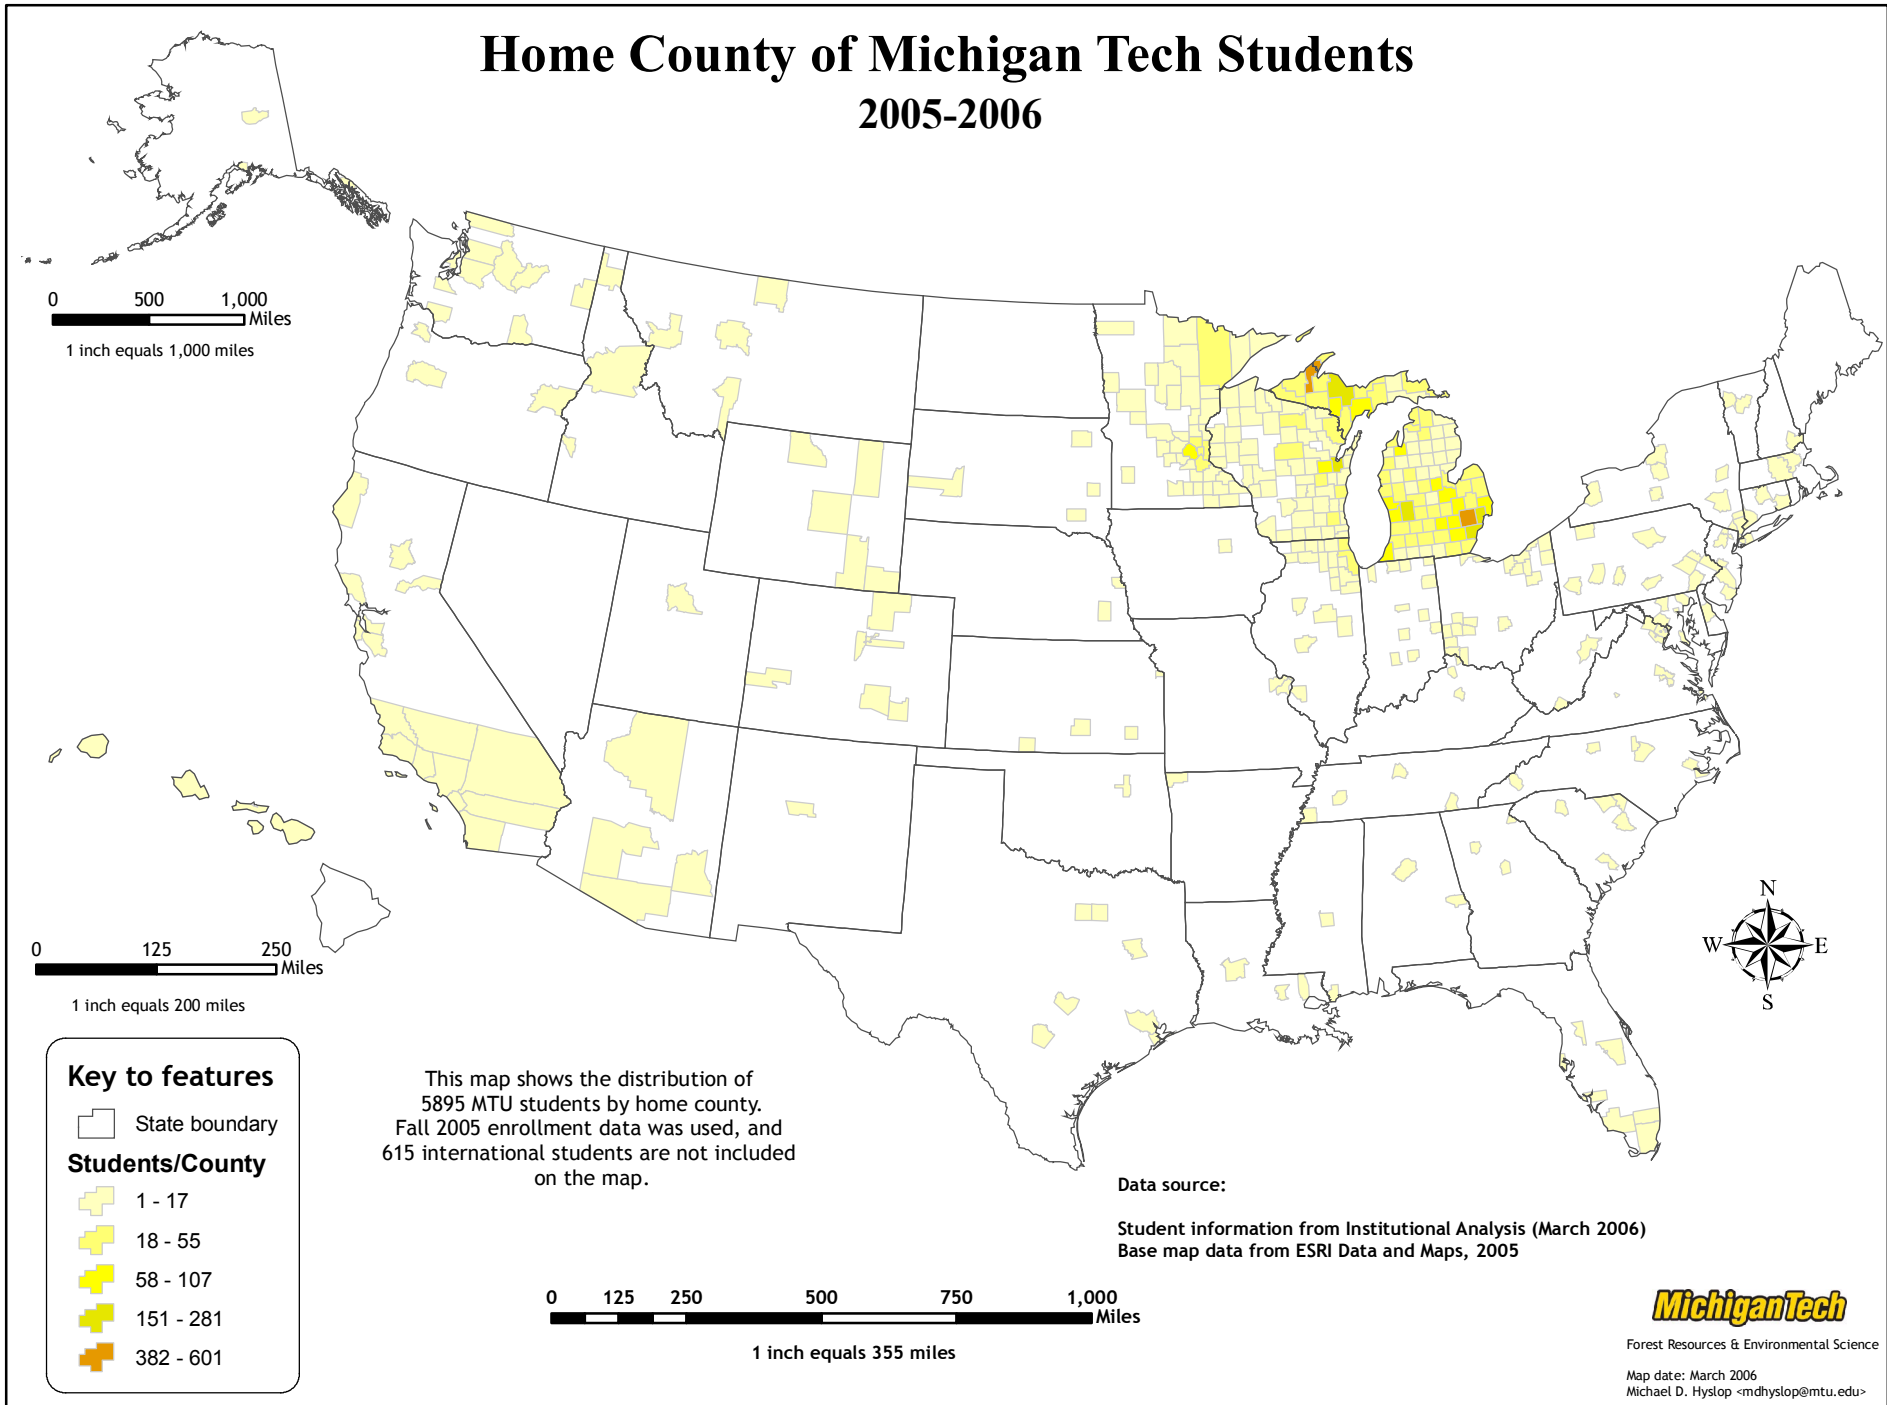 Home County of Michigan Tech Students
2005-2006
0 500 1,000
Miles
1 inch equals 1,000 miles
0 125 250
Miles
1 inch equals 200 miles
N
W E
S
Key to features
State boundary
Students/County
1 - 17
18 - 55
58 - 107
151 - 281
382 - 601
This map shows the distribution of
5895 MTU students by home county.
Fall 2005 enrollment data was used, and
615 international students are not included
on the map.
Data source:
Student information from Institutional Analysis (March 2006)
Base map data from ESRI Data and Maps, 2005
0 125 250 500 750 1,000
Miles
1 inch equals 355 miles
MichiganTech
Forest Resources & Environmental Science
Map date: March 2006
Michael D. Hyslop <mdhyslop@mtu.edu>